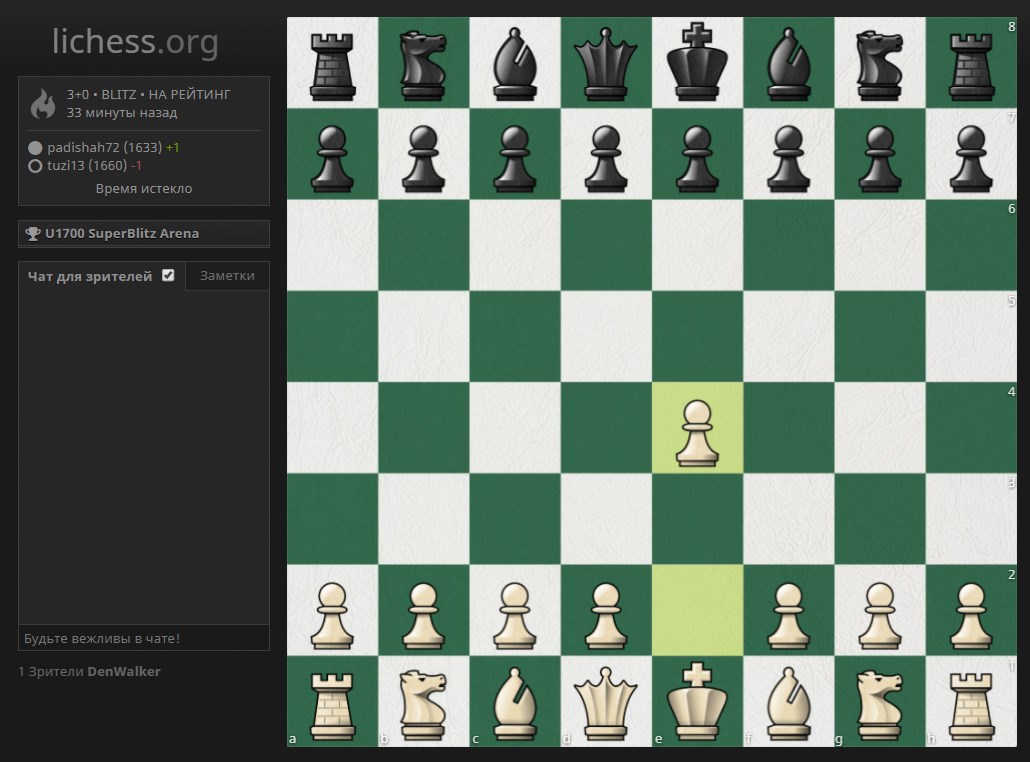 lichess.org
3+0 • BLITZ • НА РЕЙТИНГ
33 минуты назад
padishah72 (1633) +1
tuzi13 (1660) -1
Время истекло
U1700 SuperBlitz Arena
Чат для зрителей
Заметки
Будьте вежливы в чате!
1 Зрители DenWalker
8
7
6
5
4
3
2
1
a b c d e f g h